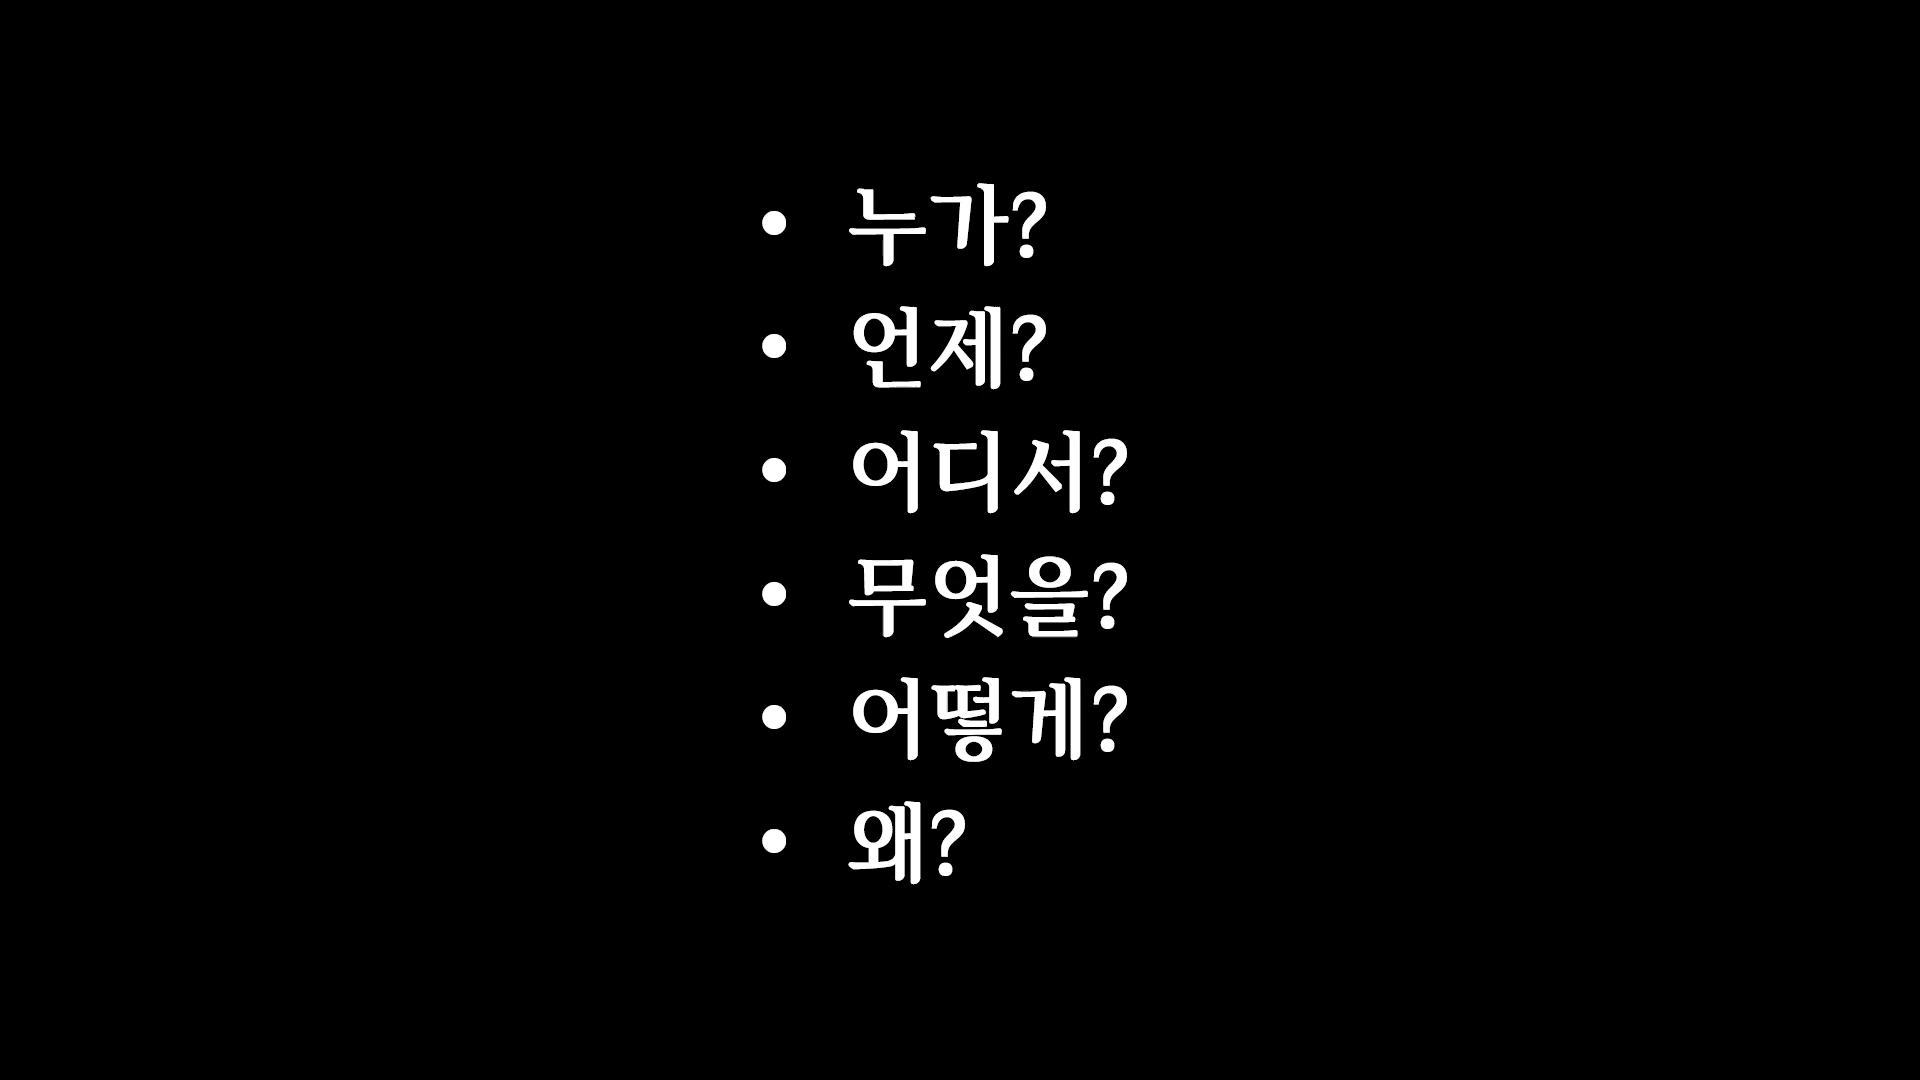 • 누가?
• 언제?
• 어디서?
• 무엇을?
• 어떻게?
• 왜?